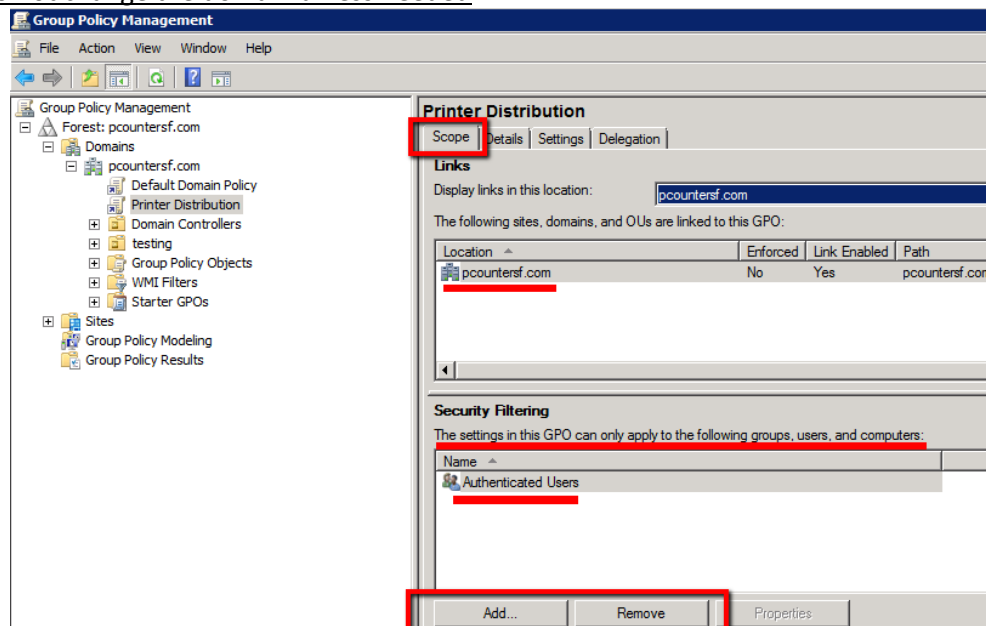 Group Policy Management
File Action View Window Help
Group Policy Management
Forest: pcountersf.com
Domains
pcountersf.com
Default Domain Policy
Printer Distribution
Domain Controllers
testing
Group Policy Objects
WMI Filters
Starter GPOs
Sites
Group Policy Modeling
Group Policy Results
Printer Distribution
Scope Details Settings Delegation
Links
Display links in this location: pcountersf.com
The following sites, domains, and OUs are linked to this GPO:
Location Enforced Link Enabled Path
pcountersf.com No Yes pcountersf.com
Security Filtering
The settings in this GPO can only apply to the following groups, users, and computers:
Name
Authenticated Users
Add... Remove Properties